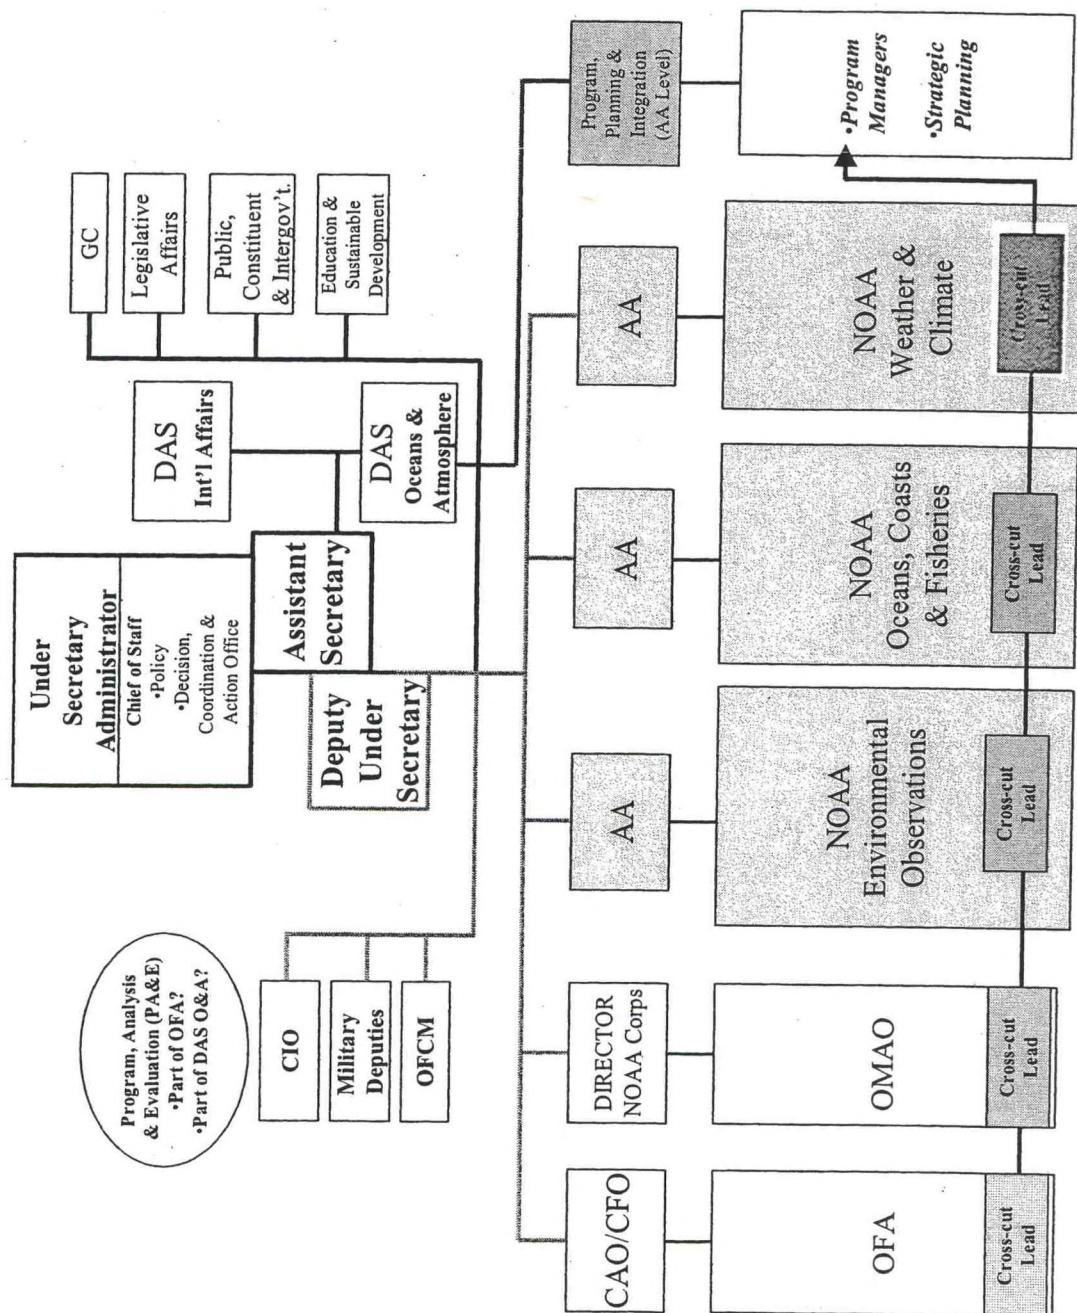 Under
Secretary
Administrator
Chief of Staff
•Policy
•Decision,
Coordination &
Action Office
Deputy
Under
Secretary
Assistant
Secretary
DAS
Int'l Affairs
DAS
Oceans &
Atmosphere
GC
Legislative
Affairs
Public,
Constituent
& Intergov't.
Education &
Sustainable
Development
Program, Analysis
& Evaluation (PA&E)
•Part of OFA?
•Part of DAS O&A?
CIO
Military
Deputies
OFCM
CAO/CFO
DIRECTOR
NOAA Corps
AA
AA
AA
Program,
Planning &
Integration
(AA Level)
OFA
OMAO
NOAA
Environmental
Observations
NOAA
Oceans, Coasts
& Fisheries
NOAA
Weather &
Climate
•Program
Managers
•Strategic
Planning
Cross-cut
Lead
Cross-cut
Lead
Cross-cut
Lead
Cross-cut
Lead
Cross-cut
Lead